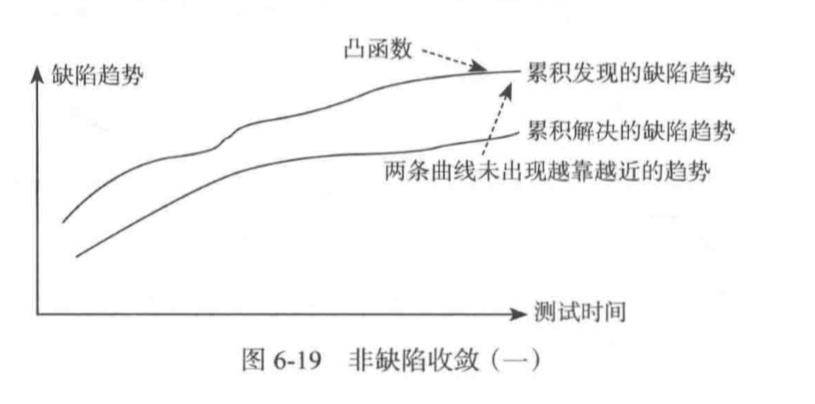 凸函数
缺陷趋势
累积发现的缺陷趋势
累积解决的缺陷趋势
两条曲线未出现越靠越近的趋势
测试时间
图 6-19 非缺陷收敛（一）